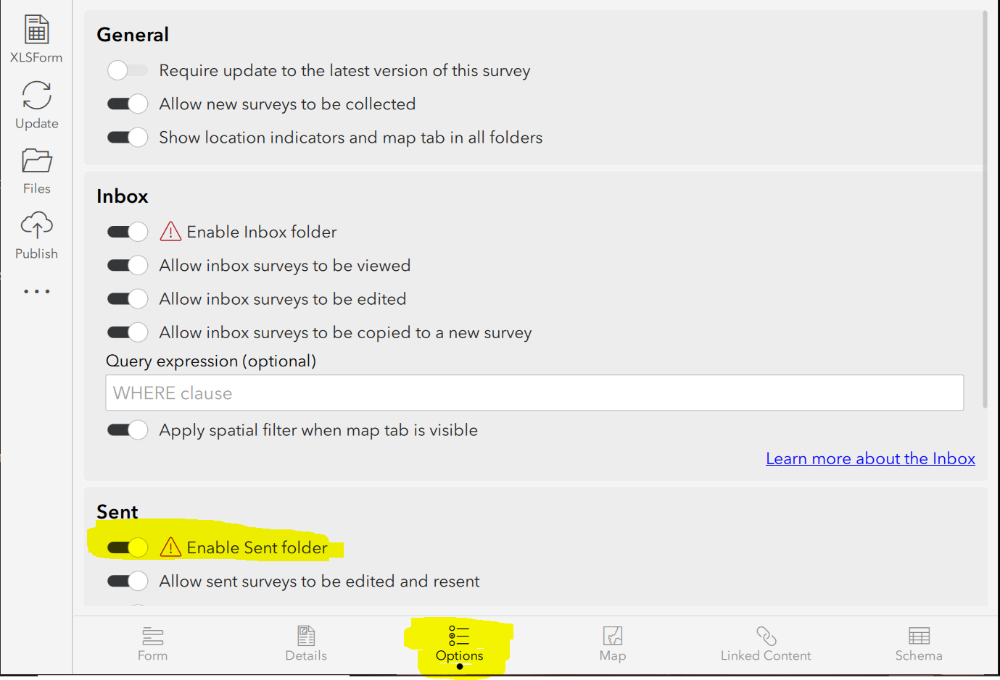 XLSForm
Update
Files
Publish
General
Require update to the latest version of this survey
Allow new surveys to be collected
Show location indicators and map tab in all folders
Inbox
Enable Inbox folder
Allow inbox surveys to be viewed
Allow inbox surveys to be edited
Allow inbox surveys to be copied to a new survey
Query expression (optional)
WHERE clause
Apply spatial filter when map tab is visible
Learn more about the Inbox
Sent
Enable Sent folder
Allow sent surveys to be edited and resent
Form
Details
Options
Map
Linked Content
Schema